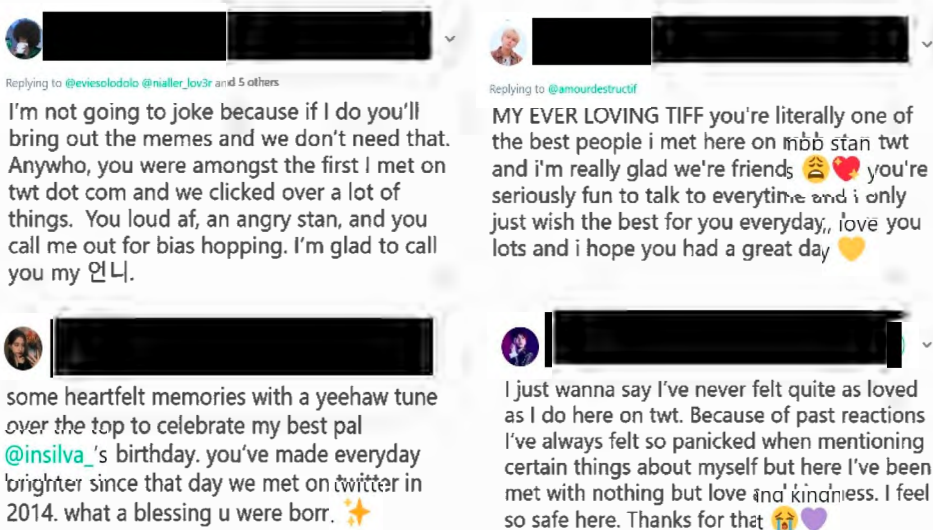 Replying to @eviesolodolo @nialler_lov3r and 5 others
I'm not going to joke because if I do you'll
bring out the memes and we don't need that.
Anywho, you were amongst the first I met on
twt dot com and we clicked over a lot of
things. You loud af, an angry stan, and you
call me out for bias hopping. I'm glad to call
you my 언니.
Replying to @amourdestructif
MY EVER LOVING TIFF you're literally one of
the best people i met here on mbb stan twt
and i'm really glad we're friends 😩💖 you're
seriously fun to talk to everytime and i only
just wish the best for you everyday,, love you
lots and i hope you had a great day 💛
some heartfelt memories with a yeehaw tune
over the top to celebrate my best pal
@insilva_'s birthday. you've made everyday
brighter since that day we met on twitter in
2014. what a blessing u were borr. ✨
I just wanna say I've never felt quite as loved
as I do here on twt. Because of past reactions
I've always felt so panicked when mentioning
certain things about myself but here I've been
met with nothing but love and kindness. I feel
so safe here. Thanks for that 😭💜